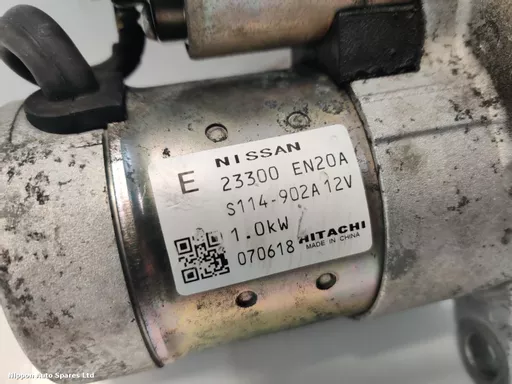 NISSAN
E 23300 EN20A
S114-902A 12V
1.0kW
070618 HITACHI
MADE IN CHINA
Nippon Auto Spares Ltd